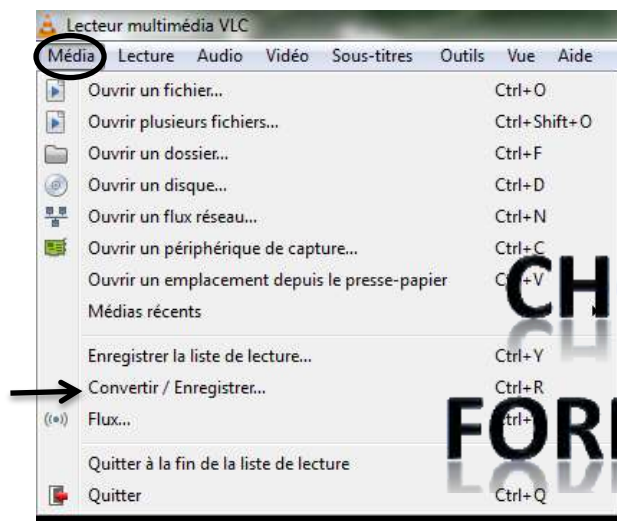 Lecteur multimédia VLC
Média Lecture Audio Vidéo Sous-titres Outils Vue Aide
Ouvrir un fichier... Ctrl+O
Ouvrir plusieurs fichiers... Ctrl+Shift+O
Ouvrir un dossier... Ctrl+F
Ouvrir un disque... Ctrl+D
Ouvrir un flux réseau... Ctrl+N
Ouvrir un périphérique de capture... Ctrl+C
Ouvrir un emplacement depuis le presse-papier
CH
Médias récents
Enregistrer la liste de lecture... Ctrl+Y
Convertir / Enregistrer... Ctrl+R
Flux...
FOR
Quitter à la fin de la liste de lecture
Quitter Ctrl+Q